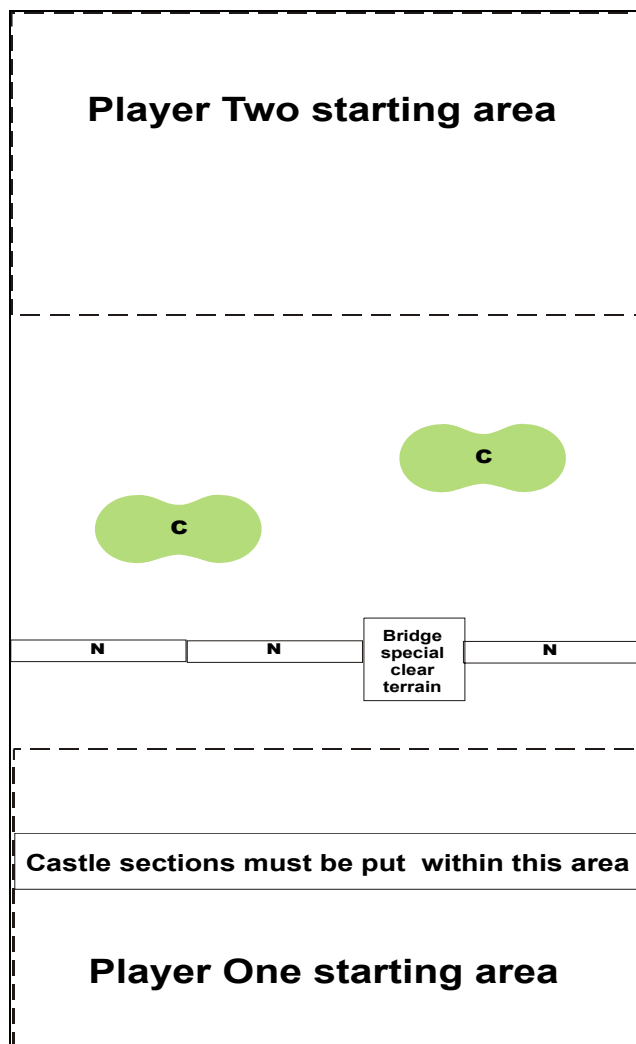 Player Two starting area
C
C
N
N
Bridge
special
clear
terrain
N
Castle sections must be put within this area
Player One starting area